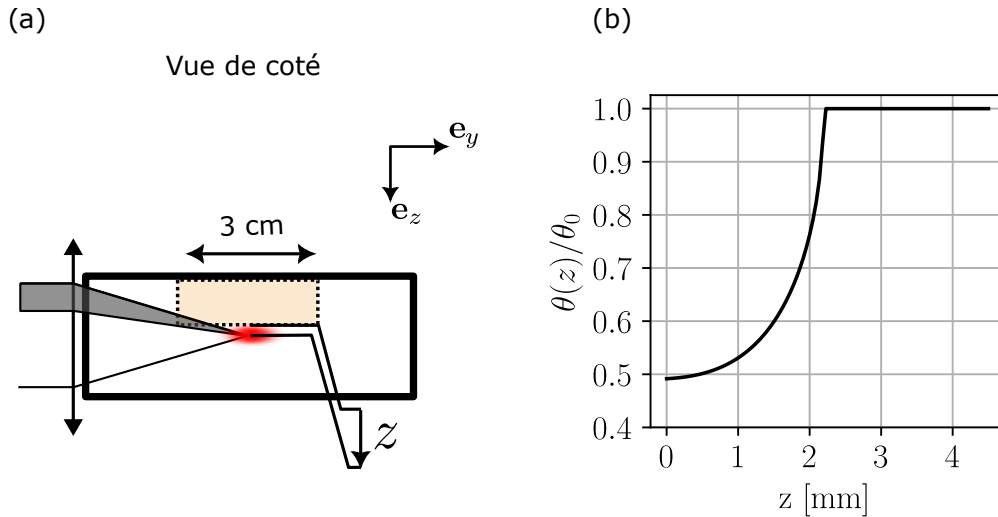 (a)
Vue de coté
e_y
e_z
3 cm
z
(b)
θ(z)/θ_0
1.0
0.9
0.8
0.7
0.6
0.5
0.4
0 1 2 3 4
z [mm]